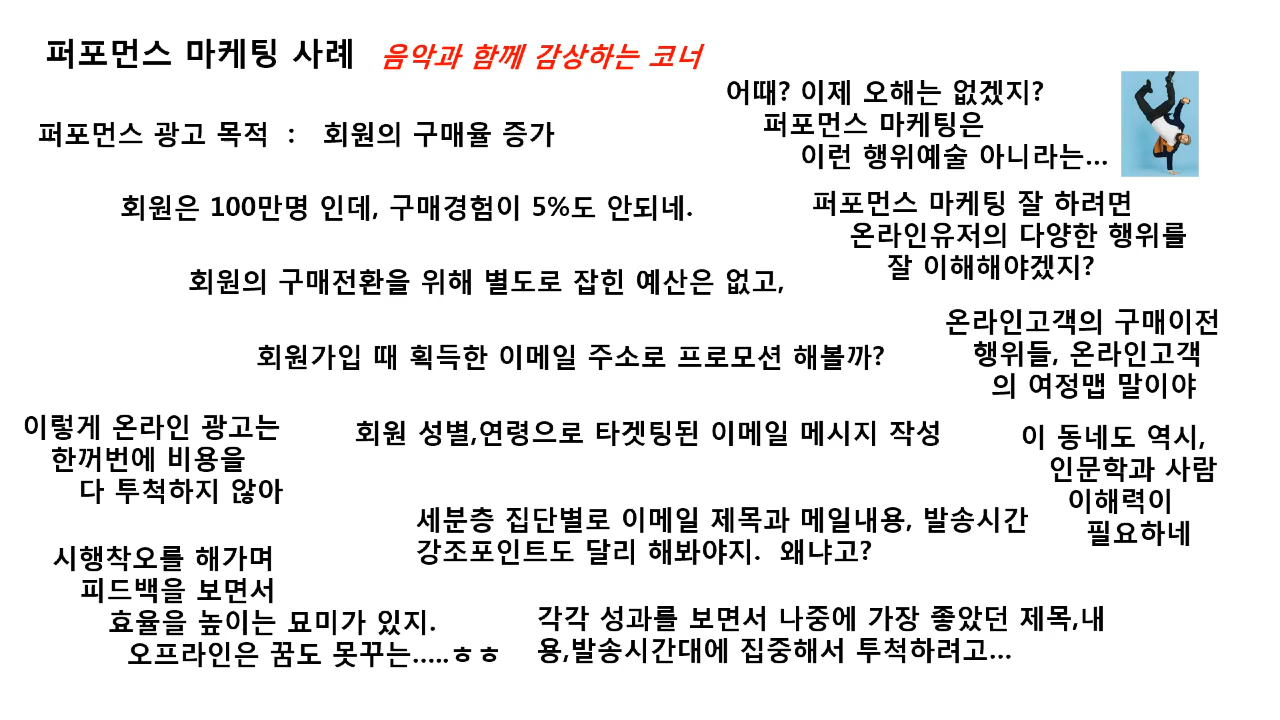 퍼포먼스 마케팅 사례 음악과 함께 감상하는 코너
퍼포먼스 광고 목적 : 회원의 구매율 증가
회원은 100만명 인데, 구매경험이 5%도 안되네.
회원의 구매전환을 위해 별도로 잡힌 예산은 없고,
회원가입 때 획득한 이메일 주소로 프로모션 해볼까?
회원 성별,연령으로 타겟팅된 이메일 메시지 작성
세분층 집단별로 이메일 제목과 메일내용, 발송시간
강조포인트도 달리 해봐야지. 왜냐고?
각각 성과를 보면서 나중에 가장 좋았던 제목,내
용,발송시간대에 집중해서 투척하려고...
이렇게 온라인 광고는
한꺼번에 비용을
다 투척하지 않아
시행착오를 해가며
피드백을 보면서
효율을 높이는 묘미가 있지.
오프라인은 꿈도 못꾸는.....ㅎㅎ
어때? 이제 오해는 없겠지?
퍼포먼스 마케팅은
이런 행위예술 아니라는...
퍼포먼스 마케팅 잘 하려면
온라인유저의 다양한 행위를
잘 이해해야겠지?
온라인고객의 구매이전
행위들, 온라인고객
의 여정맵 말이야
이 동네도 역시,
인문학과 사람
이해력이
필요하네